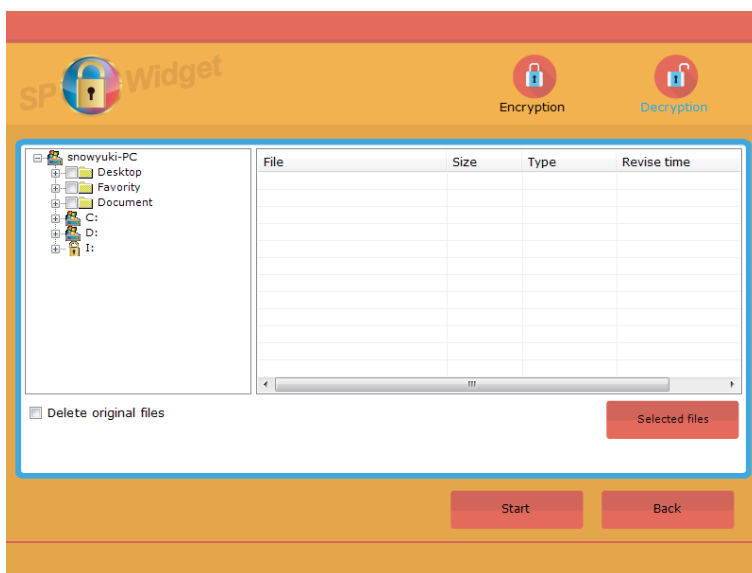 SP Widget
Encryption
Decryption
snowyuki-PC
Desktop
Favority
Document
C:
D:
I:
File Size Type Revise time
Delete original files
Selected files
Start
Back